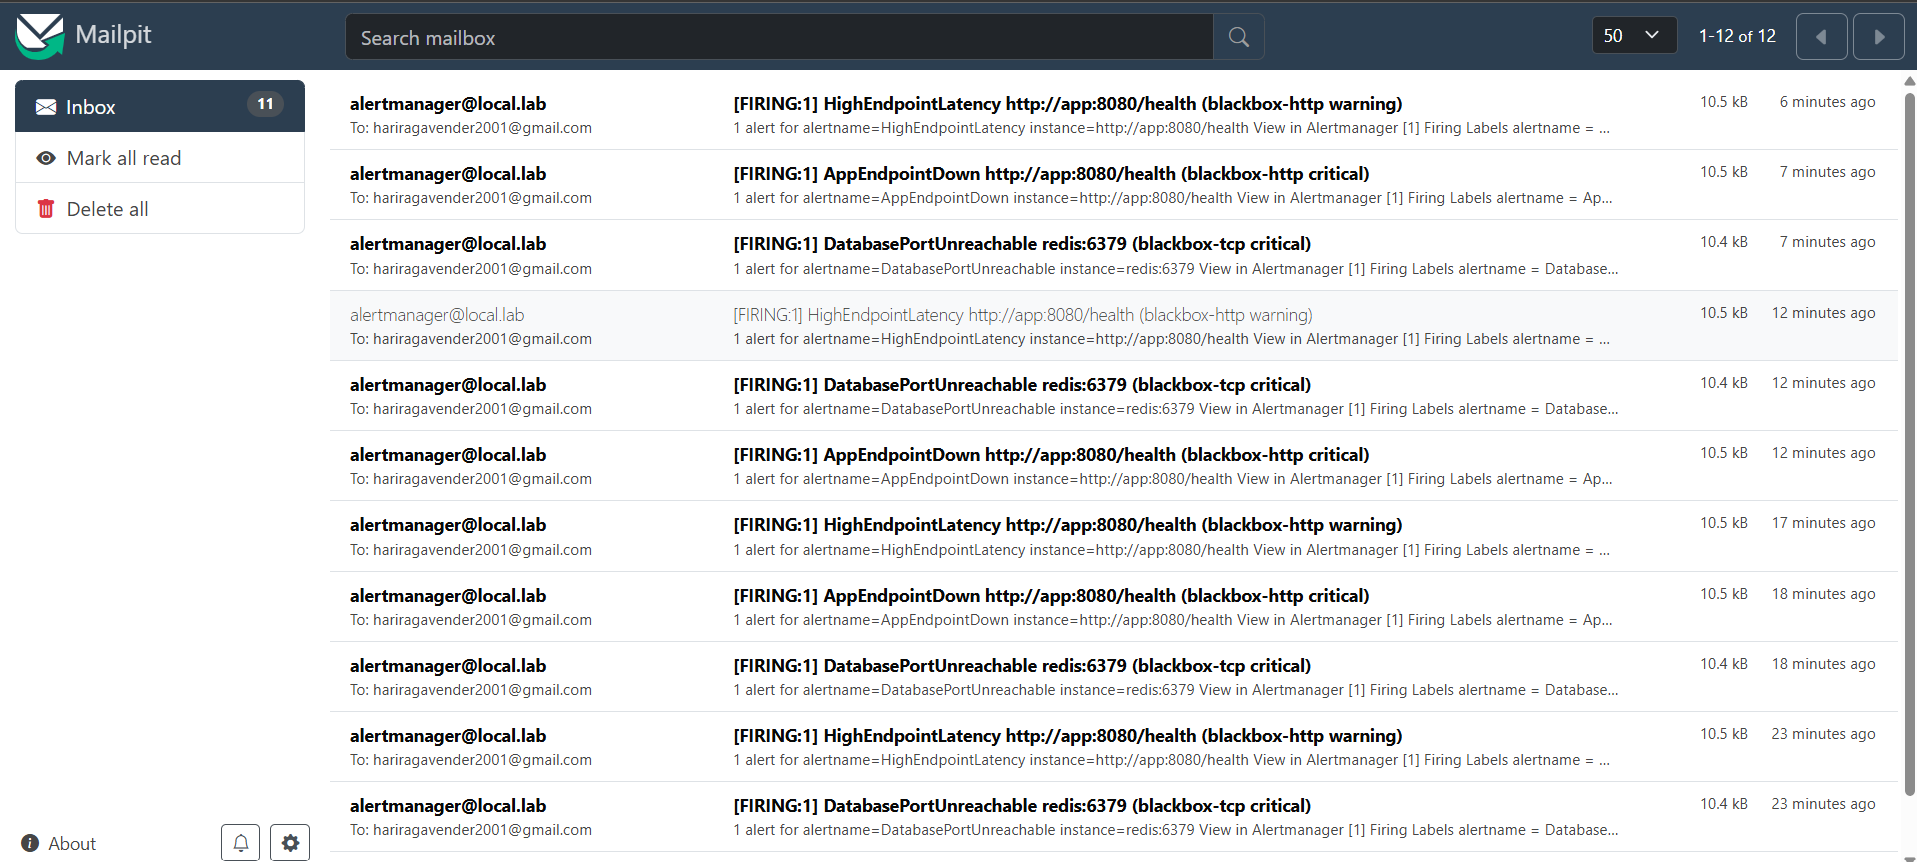 Mailpit
Search mailbox
50
1-12 of 12
Inbox 11
Mark all read
Delete all
alertmanager@local.lab [FIRING:1] HighEndpointLatency http://app:8080/health (blackbox-http warning) 10.5 kB 6 minutes ago
To: hariragavender2001@gmail.com 1 alert for alertname=HighEndpointLatency instance=http://app:8080/health View in Alertmanager [1] Firing Labels alertname = ...
alertmanager@local.lab [FIRING:1] AppEndpointDown http://app:8080/health (blackbox-http critical) 10.5 kB 7 minutes ago
To: hariragavender2001@gmail.com 1 alert for alertname=AppEndpointDown instance=http://app:8080/health View in Alertmanager [1] Firing Labels alertname = Ap...
alertmanager@local.lab [FIRING:1] DatabasePortUnreachable redis:6379 (blackbox-tcp critical) 10.4 kB 7 minutes ago
To: hariragavender2001@gmail.com 1 alert for alertname=DatabasePortUnreachable instance=redis:6379 View in Alertmanager [1] Firing Labels alertname = Database...
alertmanager@local.lab [FIRING:1] HighEndpointLatency http://app:8080/health (blackbox-http warning) 10.5 kB 12 minutes ago
To: hariragavender2001@gmail.com 1 alert for alertname=HighEndpointLatency instance=http://app:8080/health View in Alertmanager [1] Firing Labels alertname = ...
alertmanager@local.lab [FIRING:1] DatabasePortUnreachable redis:6379 (blackbox-tcp critical) 10.4 kB 12 minutes ago
To: hariragavender2001@gmail.com 1 alert for alertname=DatabasePortUnreachable instance=redis:6379 View in Alertmanager [1] Firing Labels alertname = Database...
alertmanager@local.lab [FIRING:1] AppEndpointDown http://app:8080/health (blackbox-http critical) 10.5 kB 12 minutes ago
To: hariragavender2001@gmail.com 1 alert for alertname=AppEndpointDown instance=http://app:8080/health View in Alertmanager [1] Firing Labels alertname = Ap...
alertmanager@local.lab [FIRING:1] HighEndpointLatency http://app:8080/health (blackbox-http warning) 10.5 kB 17 minutes ago
To: hariragavender2001@gmail.com 1 alert for alertname=HighEndpointLatency instance=http://app:8080/health View in Alertmanager [1] Firing Labels alertname = ...
alertmanager@local.lab [FIRING:1] AppEndpointDown http://app:8080/health (blackbox-http critical) 10.5 kB 18 minutes ago
To: hariragavender2001@gmail.com 1 alert for alertname=AppEndpointDown instance=http://app:8080/health View in Alertmanager [1] Firing Labels alertname = Ap...
alertmanager@local.lab [FIRING:1] DatabasePortUnreachable redis:6379 (blackbox-tcp critical) 10.4 kB 18 minutes ago
To: hariragavender2001@gmail.com 1 alert for alertname=DatabasePortUnreachable instance=redis:6379 View in Alertmanager [1] Firing Labels alertname = Database...
alertmanager@local.lab [FIRING:1] HighEndpointLatency http://app:8080/health (blackbox-http warning) 10.5 kB 23 minutes ago
To: hariragavender2001@gmail.com 1 alert for alertname=HighEndpointLatency instance=http://app:8080/health View in Alertmanager [1] Firing Labels alertname = ...
alertmanager@local.lab [FIRING:1] DatabasePortUnreachable redis:6379 (blackbox-tcp critical) 10.4 kB 23 minutes ago
To: hariragavender2001@gmail.com 1 alert for alertname=DatabasePortUnreachable instance=redis:6379 View in Alertmanager [1] Firing Labels alertname = Database...
About